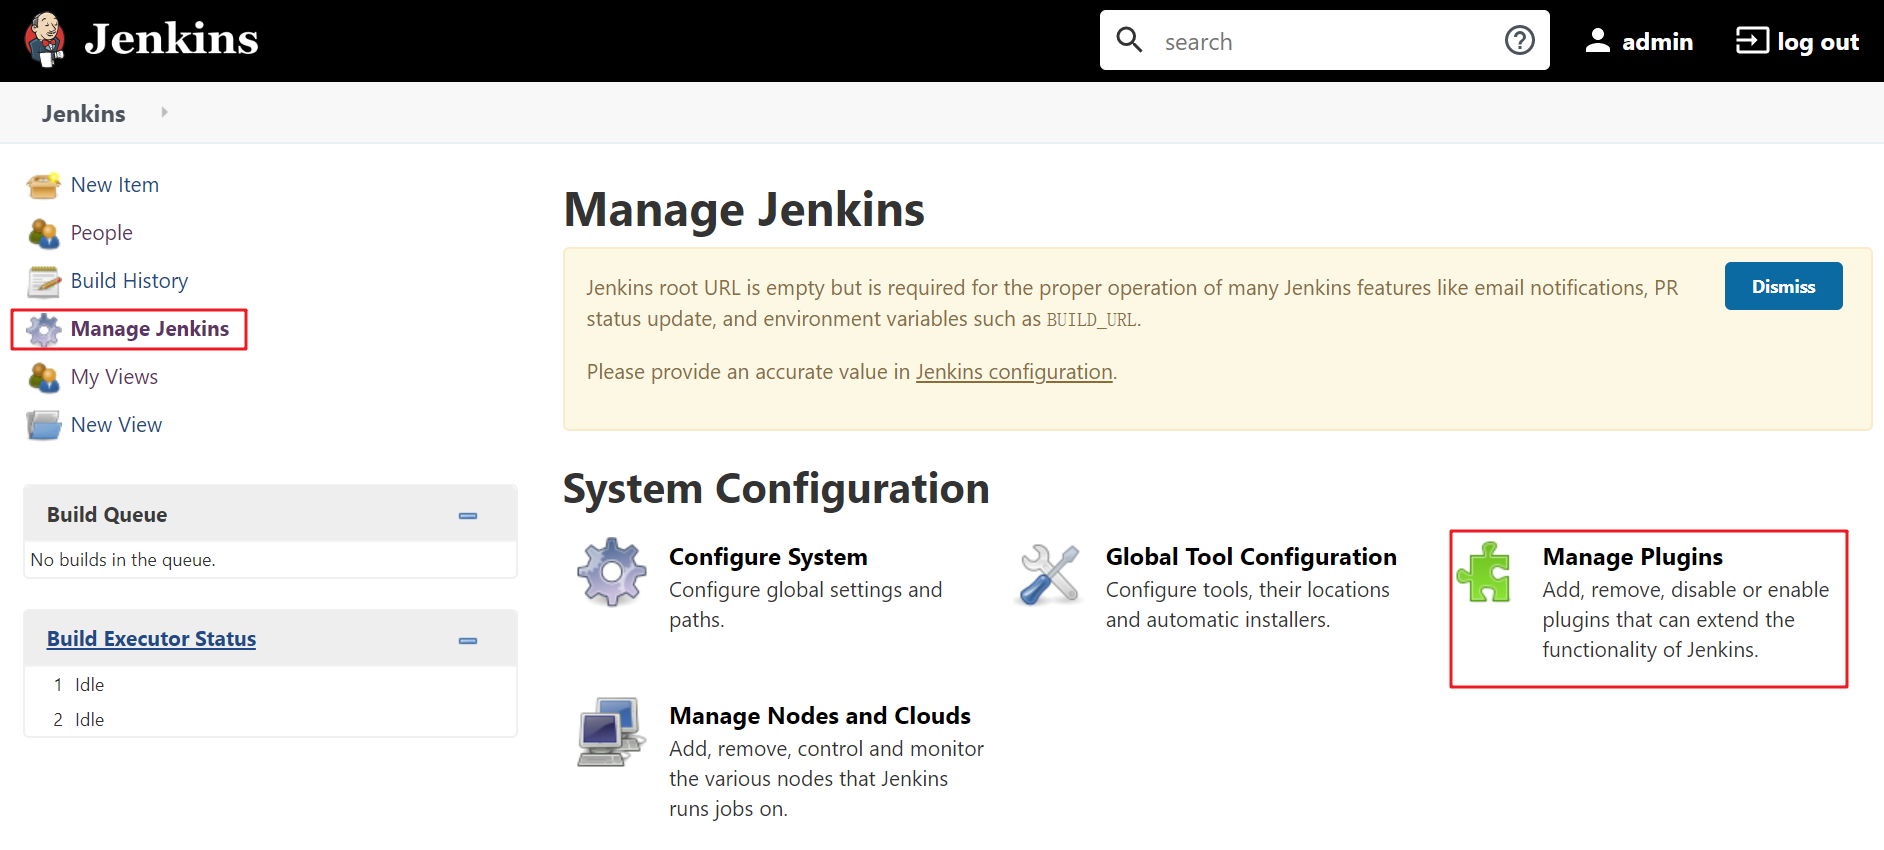 Jenkins
search
admin
log out
Jenkins
New Item
People
Build History
Manage Jenkins
My Views
New View
Build Queue
No builds in the queue.
Build Executor Status
1 Idle
2 Idle
Manage Jenkins
Jenkins root URL is empty but is required for the proper operation of many Jenkins features like email notifications, PR
status update, and environment variables such as BUILD_URL.
Please provide an accurate value in Jenkins configuration.
Dismiss
System Configuration
Configure System
Configure global settings and
paths.
Global Tool Configuration
Configure tools, their locations
and automatic installers.
Manage Plugins
Add, remove, disable or enable
plugins that can extend the
functionality of Jenkins.
Manage Nodes and Clouds
Add, remove, control and monitor
the various nodes that Jenkins
runs jobs on.